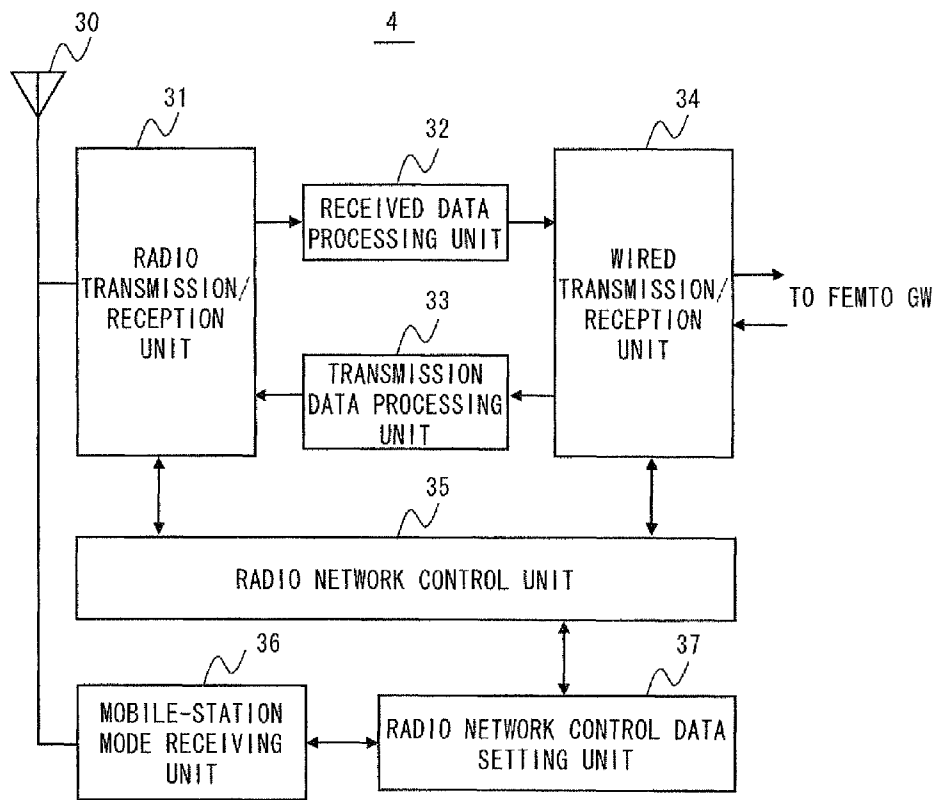 30
4
31
32
34
RECEIVED DATA
PROCESSING UNIT
RADIO
TRANSMISSION/
RECEPTION
UNIT
WIRED
TRANSMISSION/
RECEPTION
UNIT
TO FEMTO GW
33
TRANSMISSION
DATA PROCESSING
UNIT
35
RADIO NETWORK CONTROL UNIT
36
37
MOBILE-STATION
MODE RECEIVING
UNIT
RADIO NETWORK CONTROL DATA
SETTING UNIT